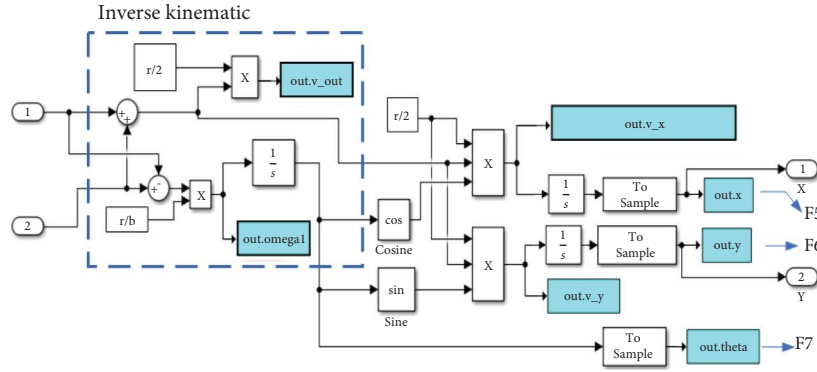 Inverse kinematic
r/2
X
out.v_out
1
+
+
r/2
out.v_x
1
s
X
1
X
+
-
X
1
s
To
Sample
out.x
F5
2
r/b
cos
Cosine
out.omega1
1
s
To
Sample
out.y
F6
X
2
Y
sin
Sine
out.v_y
To
Sample
out.theta
F7